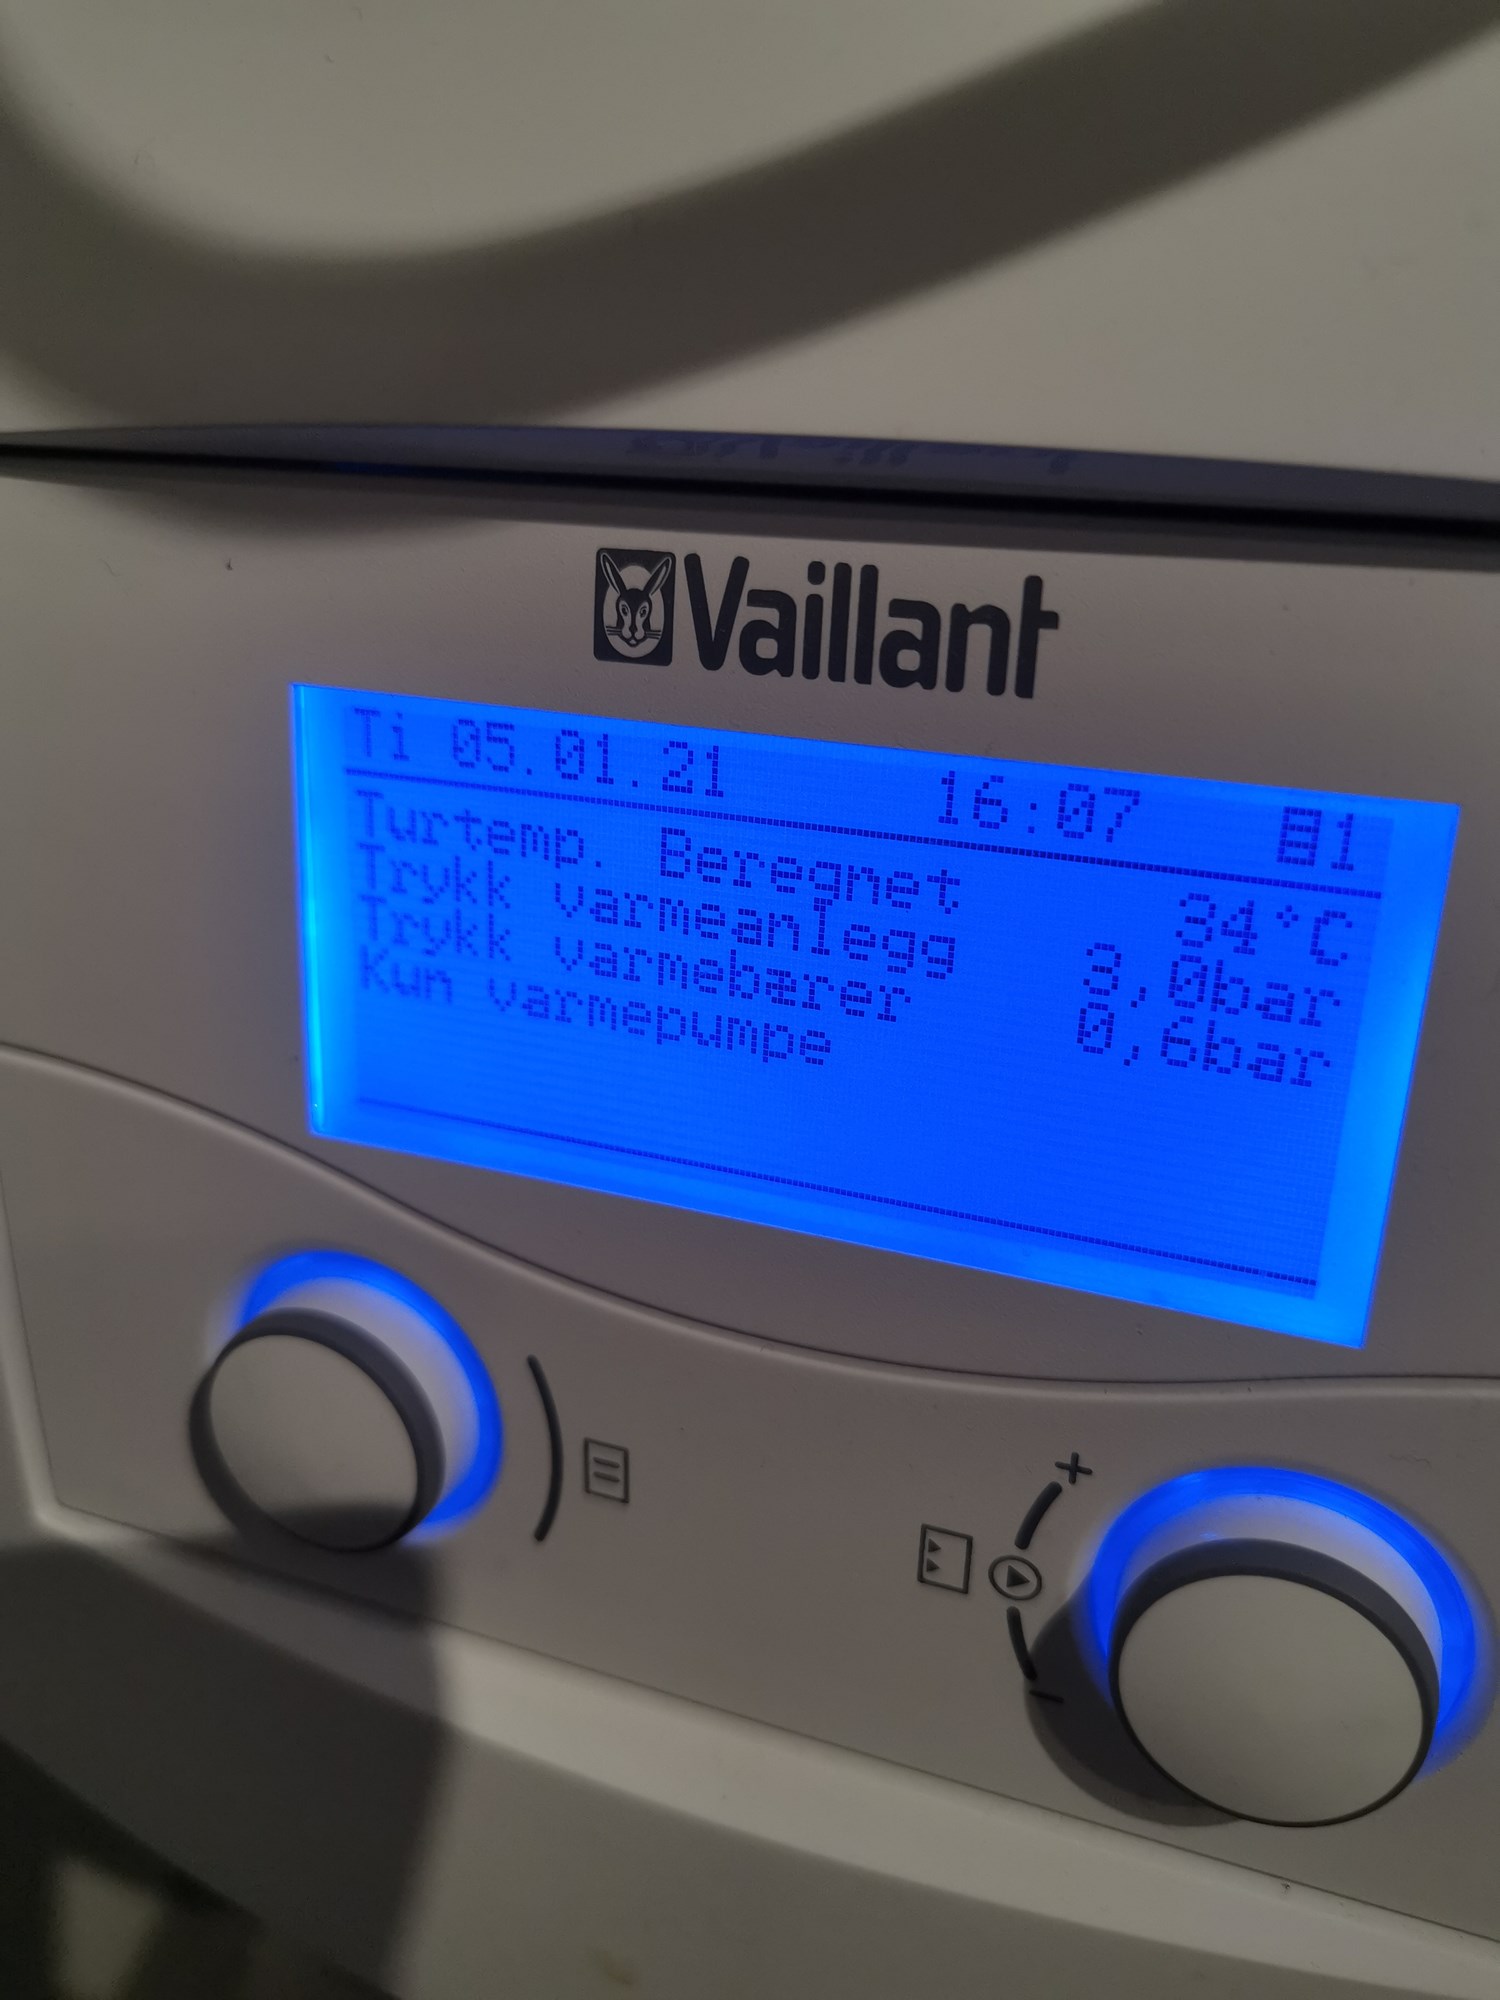 Vaillant
Ti 05.01.21 16:07 1
Turtemp. Beregnet 34°C
Trykk varmeanlegg 3,0bar
Trykk varmebærer 0,6bar
Kun varmepumpe
+
-